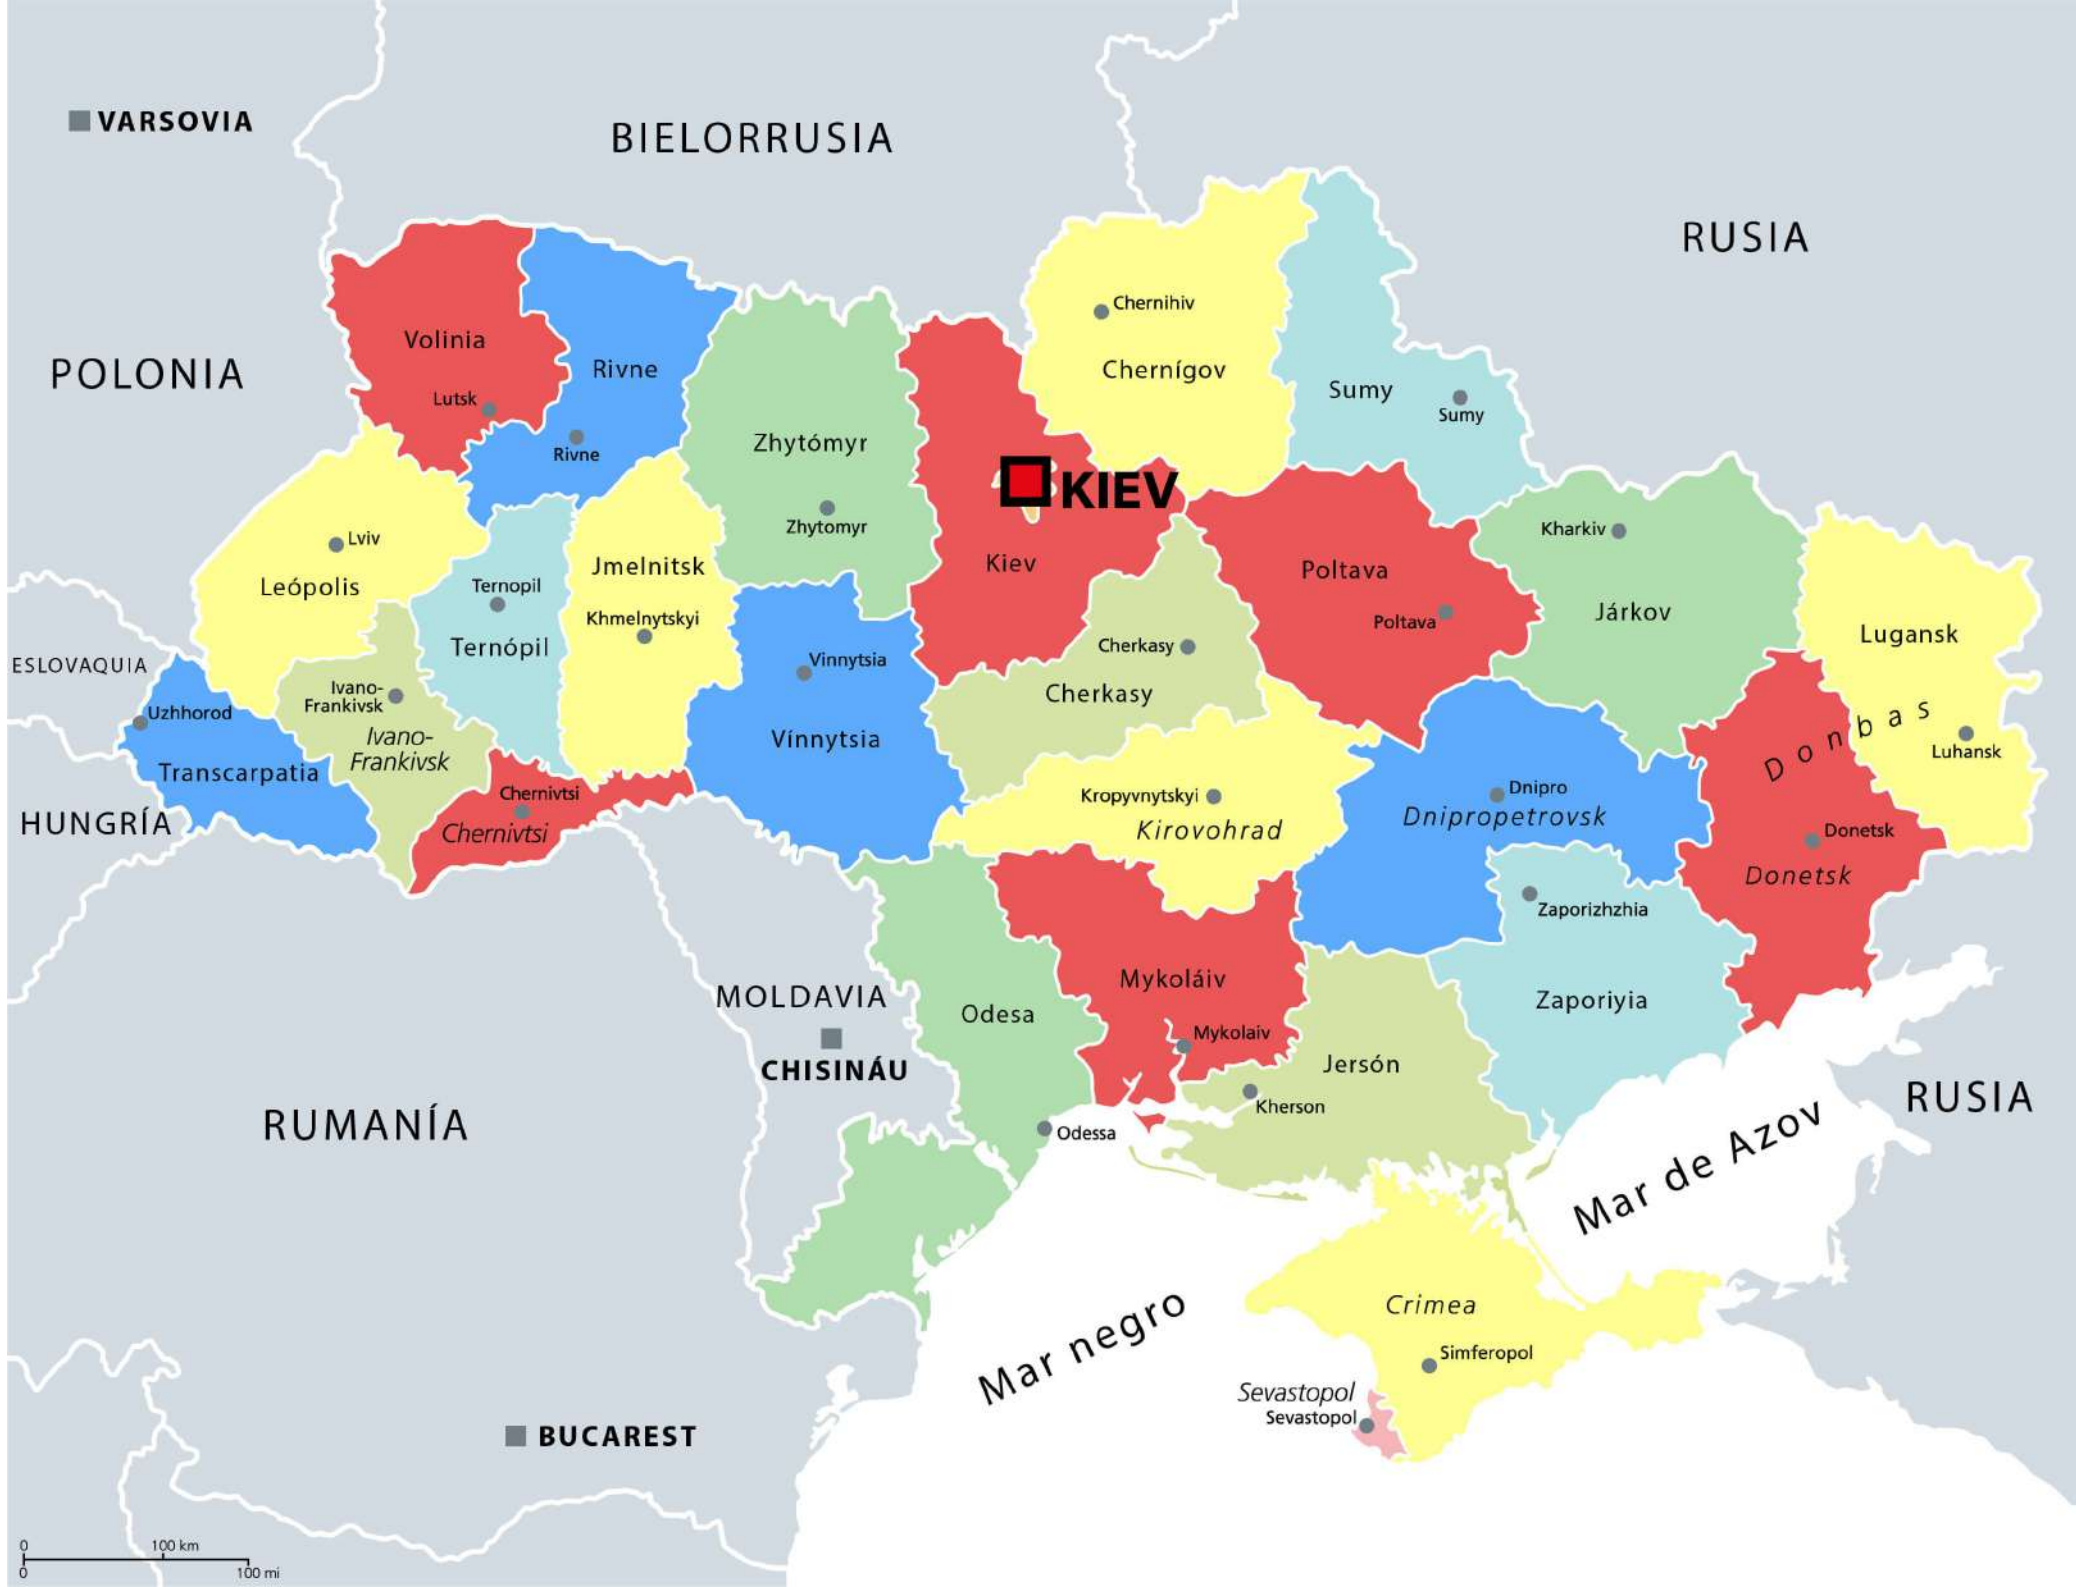 VARSOVIA
BIELORRUSIA
RUSIA
POLONIA
Volinia
Lutsk
Rivne
Rivne
Zhytómyr
Zhytomyr
Chernihiv
Chernígov
Sumy
Sumy
KIEV
Kiev
Lviv
Leópolis
Ternopil
Ternópil
Jmelnitsk
Khmelnytskyi
Poltava
Poltava
Kharkiv
Járkov
Lugansk
Luhansk
Donbas
ESLOVAQUIA
Uzhhorod
Transcarpatia
Ivano-
Frankivsk
Ivano-
Frankivsk
Vinnytsia
Vínnytsia
Cherkasy
Cherkasy
HUNGRÍA
Chernivtsi
Chernivtsi
Kropyvnytskyi
Kirovohrad
Dnipro
Dnipropetrovsk
Donetsk
Donetsk
Zaporizhzhia
Zaporiyia
MOLDAVIA
CHISINÁU
Odesa
Odessa
Mykoláiv
Mykolaiv
Jersón
Kherson
RUSIA
RUMANÍA
Mar de Azov
Mar negro
Crimea
Simferopol
Sevastopol
Sevastopol
BUCAREST
0 100 km
0 100 mi